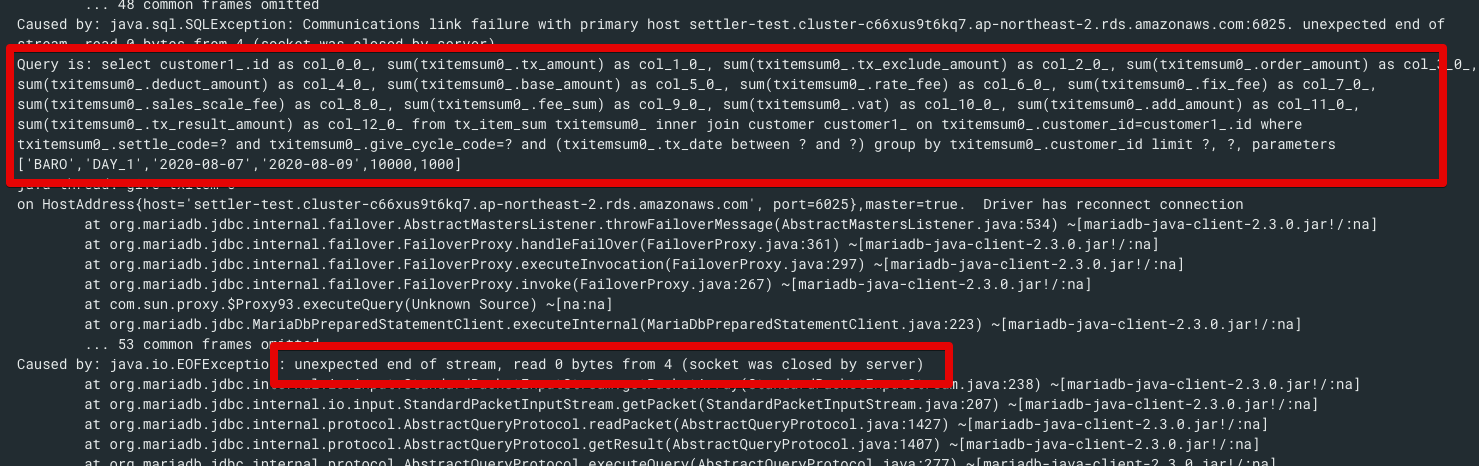 ... 48 common frames omitted
Caused by: java.sql.SQLException: Communications link failure with primary host settler-test.cluster-c66xus9t6kq7.ap-northeast-2.rds.amazonaws.com:6025. unexpected end of
stream, read 0 bytes from 4 (socket was closed by server)
Query is: select customer1_.id as col_0_0_, sum(txitemsum0_.tx_amount) as col_1_0_, sum(txitemsum0_.tx_exclude_amount) as col_2_0_, sum(txitemsum0_.order_amount) as col_3_0_,
sum(txitemsum0_.deduct_amount) as col_4_0_, sum(txitemsum0_.base_amount) as col_5_0_, sum(txitemsum0_.rate_fee) as col_6_0_, sum(txitemsum0_.fix_fee) as col_7_0_,
sum(txitemsum0_.sales_scale_fee) as col_8_0_, sum(txitemsum0_.fee_sum) as col_9_0_, sum(txitemsum0_.vat) as col_10_0_, sum(txitemsum0_.add_amount) as col_11_0_,
sum(txitemsum0_.tx_result_amount) as col_12_0_ from tx_item_sum txitemsum0_ inner join customer customer1_ on txitemsum0_.customer_id=customer1_.id where
txitemsum0_.settle_code=? and txitemsum0_.give_cycle_code=? and (txitemsum0_.tx_date between ? and ?) group by txitemsum0_.customer_id limit ?, ?, parameters
['BARO','DAY_1','2020-08-07','2020-08-09',10000,1000]
java thread: give-txitem-8
on HostAddress{host='settler-test.cluster-c66xus9t6kq7.ap-northeast-2.rds.amazonaws.com', port=6025},master=true.  Driver has reconnect connection
at org.mariadb.jdbc.internal.failover.AbstractMastersListener.throwFailoverMessage(AbstractMastersListener.java:534) ~[mariadb-java-client-2.3.0.jar!/:na]
at org.mariadb.jdbc.internal.failover.FailoverProxy.handleFailOver(FailoverProxy.java:361) ~[mariadb-java-client-2.3.0.jar!/:na]
at org.mariadb.jdbc.internal.failover.FailoverProxy.executeInvocation(FailoverProxy.java:297) ~[mariadb-java-client-2.3.0.jar!/:na]
at org.mariadb.jdbc.internal.failover.FailoverProxy.invoke(FailoverProxy.java:267) ~[mariadb-java-client-2.3.0.jar!/:na]
at com.sun.proxy.$Proxy93.executeQuery(Unknown Source) ~[na:na]
at org.mariadb.jdbc.MariaDbPreparedStatementClient.executeInternal(MariaDbPreparedStatementClient.java:223) ~[mariadb-java-client-2.3.0.jar!/:na]
... 53 common frames omitted
Caused by: java.io.EOFException: unexpected end of stream, read 0 bytes from 4 (socket was closed by server)
at org.mariadb.jdbc.internal.io.input.StandardPacketInputStream.getPacketArray(StandardPacketInputStream.java:238) ~[mariadb-java-client-2.3.0.jar!/:na]
at org.mariadb.jdbc.internal.io.input.StandardPacketInputStream.getPacket(StandardPacketInputStream.java:207) ~[mariadb-java-client-2.3.0.jar!/:na]
at org.mariadb.jdbc.internal.protocol.AbstractQueryProtocol.readPacket(AbstractQueryProtocol.java:1427) ~[mariadb-java-client-2.3.0.jar!/:na]
at org.mariadb.jdbc.internal.protocol.AbstractQueryProtocol.getResult(AbstractQueryProtocol.java:1407) ~[mariadb-java-client-2.3.0.jar!/:na]
at org.mariadb.jdbc.internal.protocol.AbstractQueryProtocol.executeQuery(AbstractQueryProtocol.java:277) ~[mariadb-java-client-2.3.0.jar!/:na]